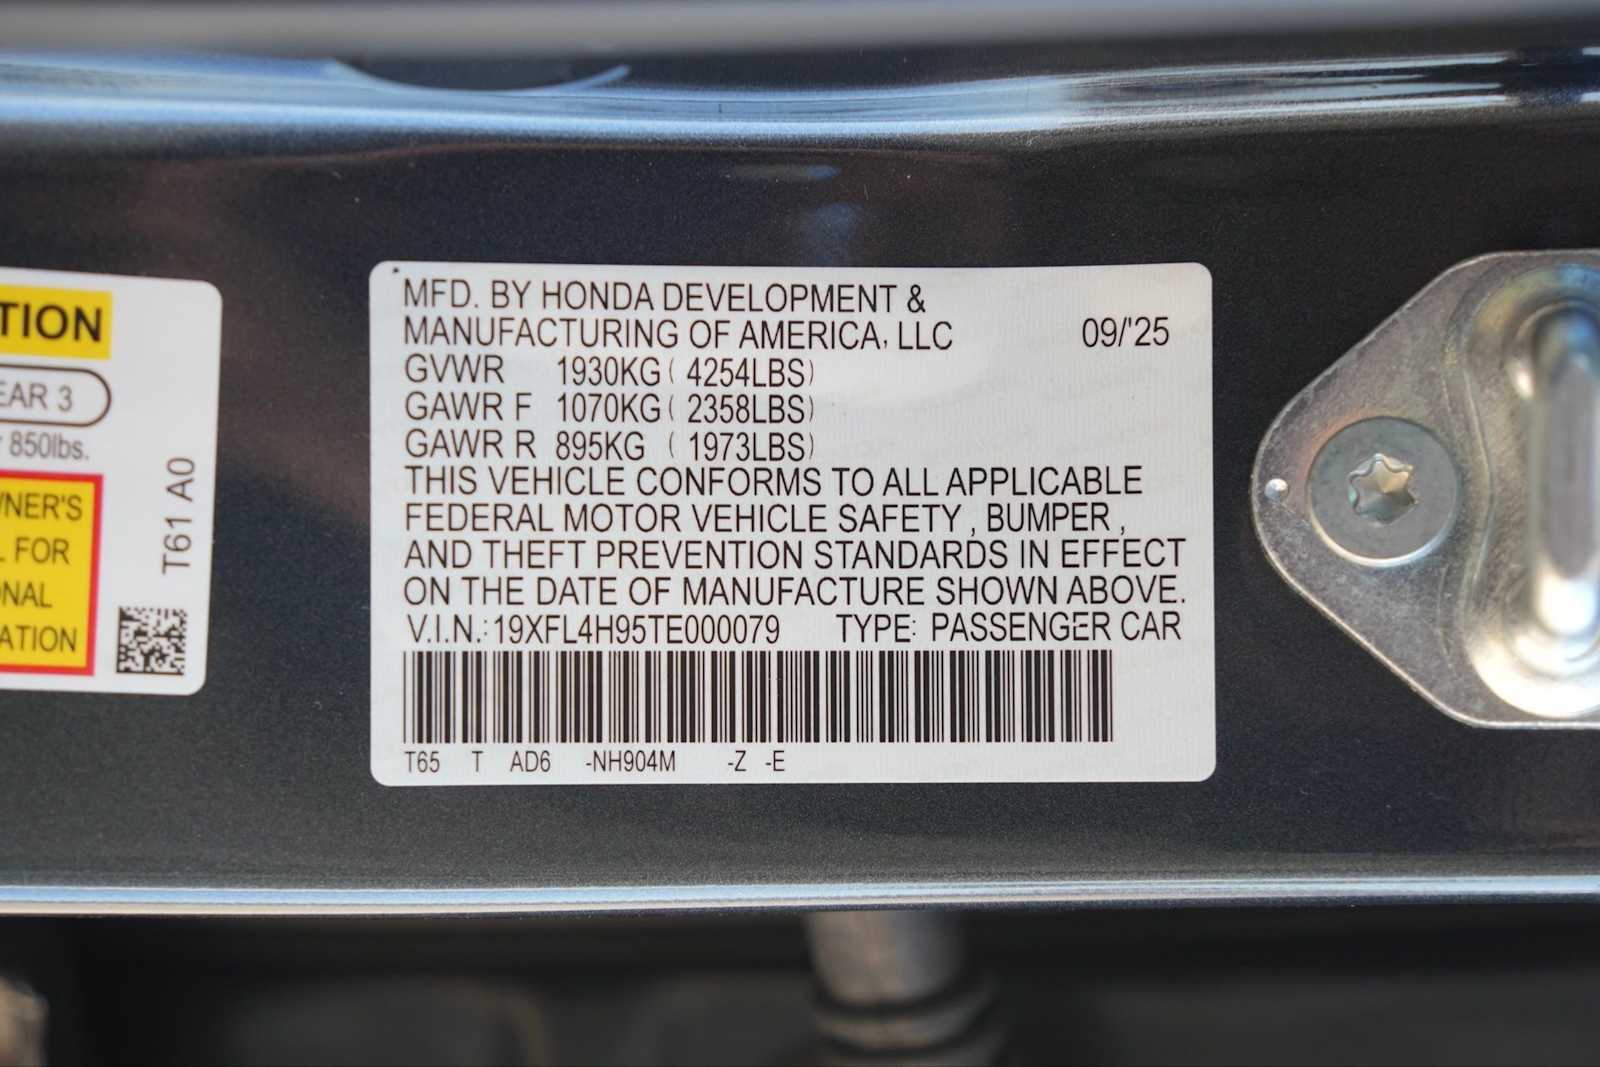 TION
EAR 3
850lbs.
NER'S
L FOR
NAL
ATION
T61 A0
MFD. BY HONDA DEVELOPMENT &
MANUFACTURING OF AMERICA, LLC 09/'25
GVWR 1930KG ( 4254LBS)
GAWR F 1070KG ( 2358LBS)
GAWR R 895KG ( 1973LBS)
THIS VEHICLE CONFORMS TO ALL APPLICABLE
FEDERAL MOTOR VEHICLE SAFETY , BUMPER ,
AND THEFT PREVENTION STANDARDS IN EFFECT
ON THE DATE OF MANUFACTURE SHOWN ABOVE.
V.I.N.: 19XFL4H95TE000079 TYPE: PASSENGER CAR
T65 T AD6 -NH904M -Z -E